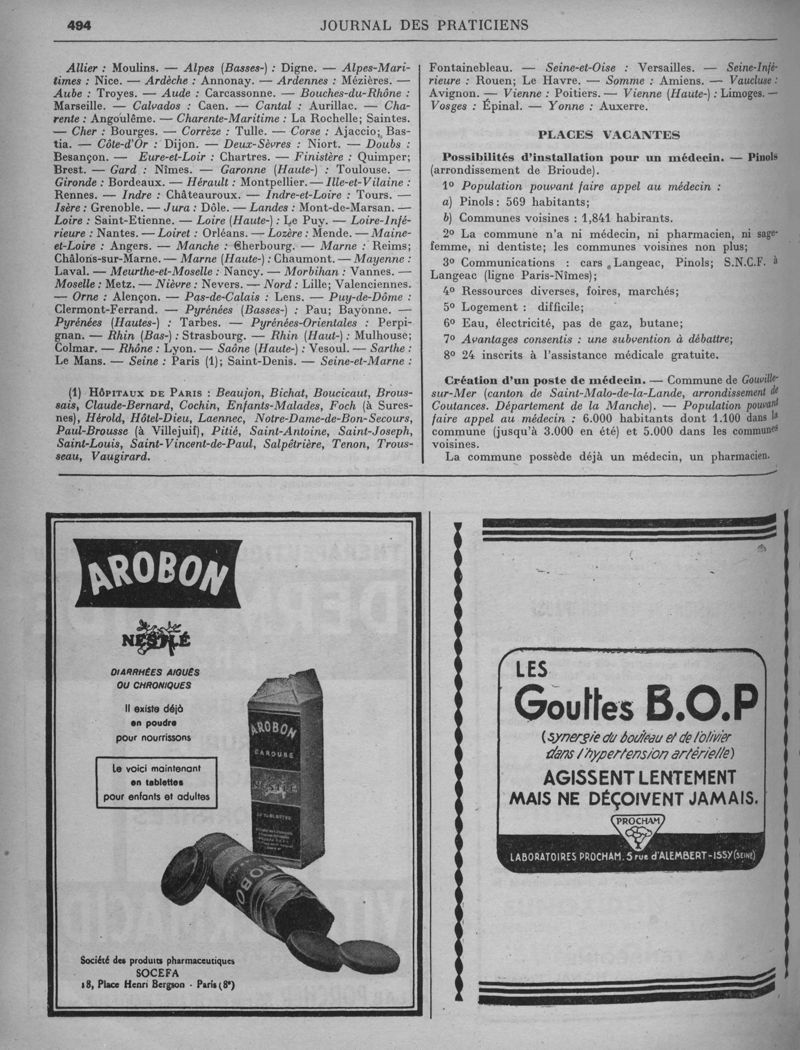 494
JOURNAL DES PRATICIENS
Allier : Moulins. — Alpes (Basses-) : Digne. — Alpes-Mari-
times : Nice. — Ardèche : Annonay. — Ardennes : Mézières. —
Aube : Troyes. — Aude : Carcassonne. — Bouches-du-Rhône :
Marseille. — Calvados : Caen. — Cantal : Aurillac. — Cha-
rente : Angoulême. — Charente-Maritime : La Rochelle; Saintes.
— Cher : Bourges. — Corrèze : Tulle. — Corse : Ajaccio; Bas-
tia. — Côte-d'Or : Dijon. — Deux-Sèvres : Niort. — Doubs :
Besançon. — Eure-et-Loir : Chartres. — Finistère : Quimper;
Brest. — Gard : Nîmes. — Garonne (Haute-) : Toulouse. —
Gironde : Bordeaux. — Hérault : Montpellier. — Ille-et-Vilaine :
Rennes. — Indre : Châteauroux. — Indre-et-Loire : Tours. —
Isère : Grenoble. — Jura : Dôle. — Landes : Mont-de-Marsan. —
Loire : Saint-Etienne. — Loire (Haute-) : Le Puy. — Loire-Infé-
rieure : Nantes. — Loiret : Orléans. — Lozère : Mende. — Maine-
et-Loire : Angers. — Manche : Cherbourg. — Marne : Reims;
Châlons-sur-Marne. — Marne (Haute-) : Chaumont. — Mayenne :
Laval. — Meurthe-et-Moselle : Nancy. — Morbihan : Vannes. —
Moselle : Metz. — Nièvre : Nevers. — Nord : Lille; Valenciennes.
— Orne : Alençon. — Pas-de-Calais : Lens. — Puy-de-Dôme :
Clermont-Ferrand. — Pyrénées (Basses-) : Pau; Bayonne. —
Pyrénées (Hautes-) : Tarbes. — Pyrénées-Orientales : Perpi-
gnan. — Rhin (Bas-) : Strasbourg. — Rhin (Haut-) : Mulhouse;
Colmar. — Rhône : Lyon. — Saône (Haute-) : Vesoul. — Sarthe :
Le Mans. — Seine : Paris (1); Saint-Denis. — Seine-et-Marne :
(1) HÔPITAUX DE PARIS : Beaujon, Bichat, Boucicaut, Brous-
sais, Claude-Bernard, Cochin, Enfants-Malades, Foch (à Sures-
nes), Hérold, Hôtel-Dieu, Laennec, Notre-Dame-de-Bon-Secours,
Paul-Brousse (à Villejuif), Pitié, Saint-Antoine, Saint-Joseph,
Saint-Louis, Saint-Vincent-de-Paul, Salpêtrière, Tenon, Trous-
seau, Vaugirard.
Fontainebleau. — Seine-et-Oise : Versailles. — Seine-Infé-
rieure : Rouen; Le Havre. — Somme : Amiens. — Vaucluse :
Avignon. — Vienne : Poitiers. — Vienne (Haute-) : Limoges. —
Vosges : Épinal. — Yonne : Auxerre.
PLACES VACANTES
Possibilités d'installation pour un médecin. — Pinols
(arrondissement de Brioude).
1° Population pouvant faire appel au médecin :
a) Pinols : 569 habitants;
b) Communes voisines : 1,841 habirants.
2° La commune n'a ni médecin, ni pharmacien, ni sage-
femme, ni dentiste; les communes voisines non plus;
3° Communications : cars Langeac, Pinols; S.N.C.F. à
Langeac (ligne Paris-Nîmes);
4° Ressources diverses, foires, marchés;
5° Logement : difficile;
6° Eau, électricité, pas de gaz, butane;
7° Avantages consentis : une subvention à débattre;
8° 24 inscrits à l'assistance médicale gratuite.
Création d'un poste de médecin. — Commune de Gouville-
sur-Mer (canton de Saint-Malo-de-la-Lande, arrondissement de
Coutances. Département de la Manche). — Population pouvant
faire appel au médecin : 6.000 habitants dont 1.100 dans la
commune (jusqu'à 3.000 en été) et 5.000 dans les communes
voisines.
La commune possède déjà un médecin, un pharmacien.
AROBON
NESTLÉ
DIARRHÉES AIGUËS
OU CHRONIQUES
Il existe déjà
en poudre
pour nourrissons
Le voici maintenant
en tablettes
pour enfants et adultes
AROBON
CAROUBE
NESTLÉ
AROBON
Société des produits pharmaceutiques
SOCEFA
18, Place Henri Bergson - Paris (8e)
LES
Gouttes B.O.P
(synergie du bouleau et de l'olivier
dans l'hypertension artérielle)
AGISSENT LENTEMENT
MAIS NE DÉÇOIVENT JAMAIS.
PROCHAM
LABORATOIRES PROCHAM. 5 rue d'ALEMBERT-ISSY (SEINE)